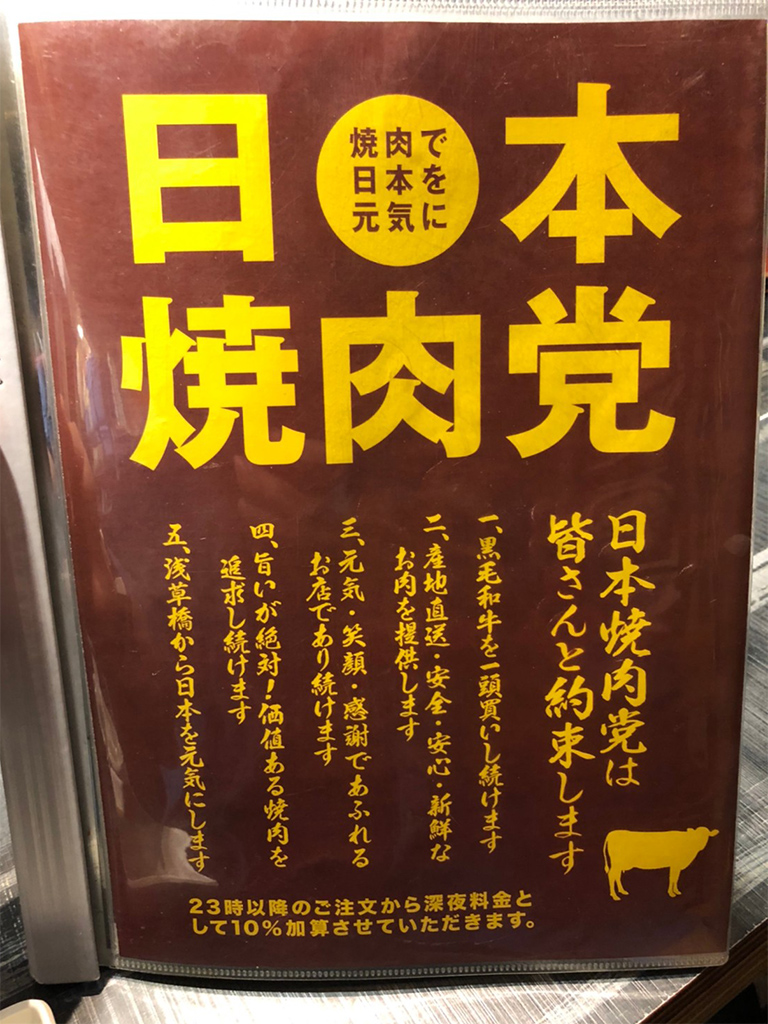 日本
焼肉で
日本を
元気に
焼肉党
日本焼肉党は
皆さんと約束します
一、黒毛和牛を一頭買いし続けます
二、産地直送・安全・安心・新鮮な
お肉を提供します
三、元気・笑顔・感謝であふれる
お店であり続けます
四、旨いが絶対！価値ある焼肉を
追求し続けます
五、浅草橋から日本を元気にします
23時以降のご注文から深夜料金と
して10%加算させていただきます。